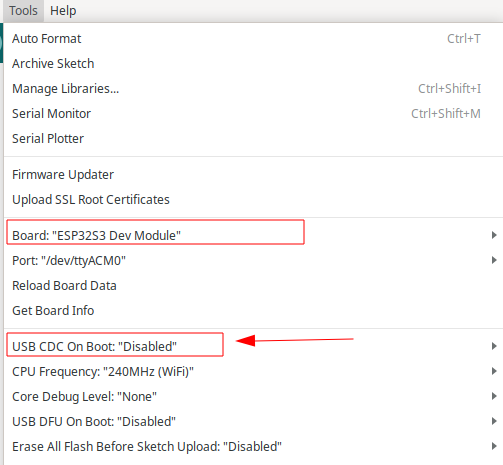 Tools Help
Auto Format Ctrl+T
Archive Sketch
Manage Libraries... Ctrl+Shift+I
Serial Monitor Ctrl+Shift+M
Serial Plotter
Firmware Updater
Upload SSL Root Certificates
Board: "ESP32S3 Dev Module"
Port: "/dev/ttyACM0"
Reload Board Data
Get Board Info
USB CDC On Boot: "Disabled"
CPU Frequency: "240MHz (WiFi)"
Core Debug Level: "None"
USB DFU On Boot: "Disabled"
Erase All Flash Before Sketch Upload: "Disabled"